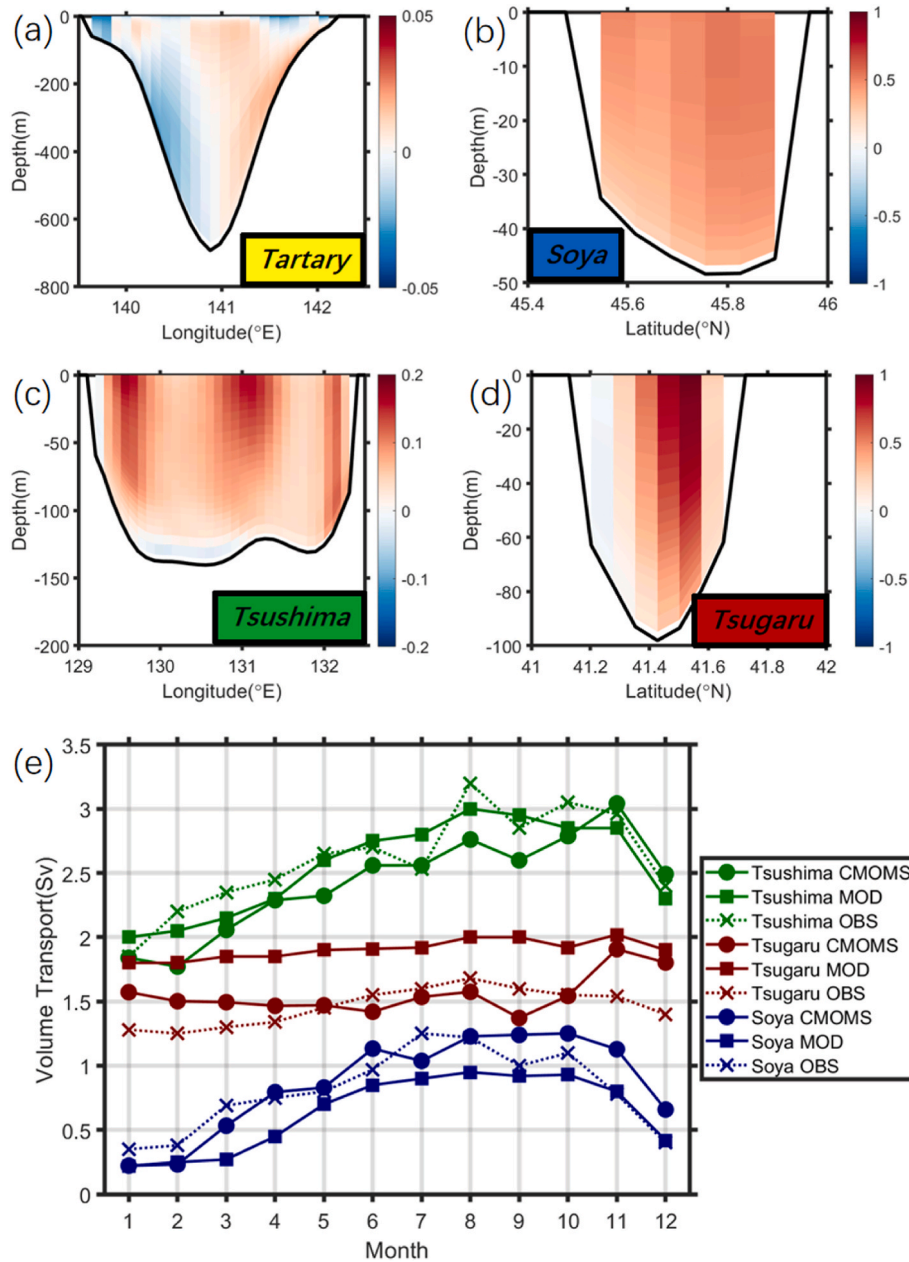 (a)
0
-200
-400
-600
-800
Depth(m)
140
141
142
Longitude(°E)
0.05
0
-0.05
Tartary
(b)
0
-10
-20
-30
-40
-50
Depth(m)
45.4
45.6
45.8
46
Latitude(°N)
1
0.5
0
-0.5
-1
Soya
(c)
0
-50
-100
-150
-200
Depth(m)
129
130
131
132
Longitude(°E)
0.2
0.1
0
-0.1
-0.2
Tsushima
(d)
0
-20
-40
-60
-80
-100
Depth(m)
41
41.2
41.4
41.6
41.8
42
Latitude(°N)
1
0.5
0
-0.5
-1
Tsugaru
(e)
3.5
3
2.5
2
1.5
1
0.5
0
Volume Transport(Sv)
1 2 3 4 5 6 7 8 9 10 11 12
Month
Tsushima CMOMS
Tsushima MOD
Tsushima OBS
Tsugaru CMOMS
Tsugaru MOD
Tsugaru OBS
Soya CMOMS
Soya MOD
Soya OBS